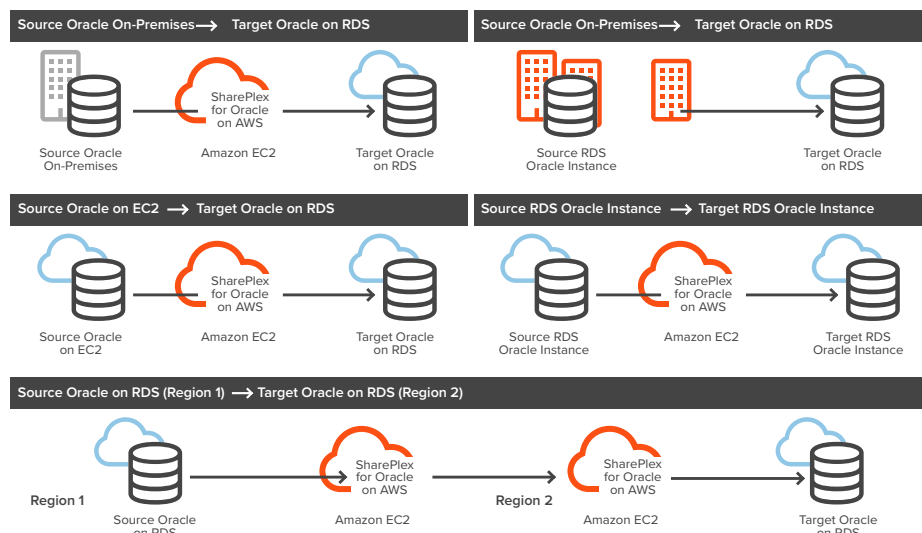 Source Oracle On-Premises → Target Oracle on RDS
SharePlex
for Oracle
on AWS
Source Oracle
On-Premises
Amazon EC2
Target Oracle
on RDS
Source Oracle On-Premises → Target Oracle on RDS
Source RDS
Oracle Instance
Target Oracle
on RDS
Source Oracle on EC2 → Target Oracle on RDS
SharePlex
for Oracle
on AWS
Source Oracle
on EC2
Amazon EC2
Target Oracle
on RDS
Source RDS Oracle Instance → Target RDS Oracle Instance
SharePlex
for Oracle
on AWS
Source RDS
Oracle Instance
Amazon EC2
Target RDS
Oracle Instance
Source Oracle on RDS (Region 1) → Target Oracle on RDS (Region 2)
SharePlex
for Oracle
on AWS
SharePlex
for Oracle
on AWS
Region 1
Region 2
Source Oracle
on RDS
Amazon EC2
Amazon EC2
Target Oracle
on RDS